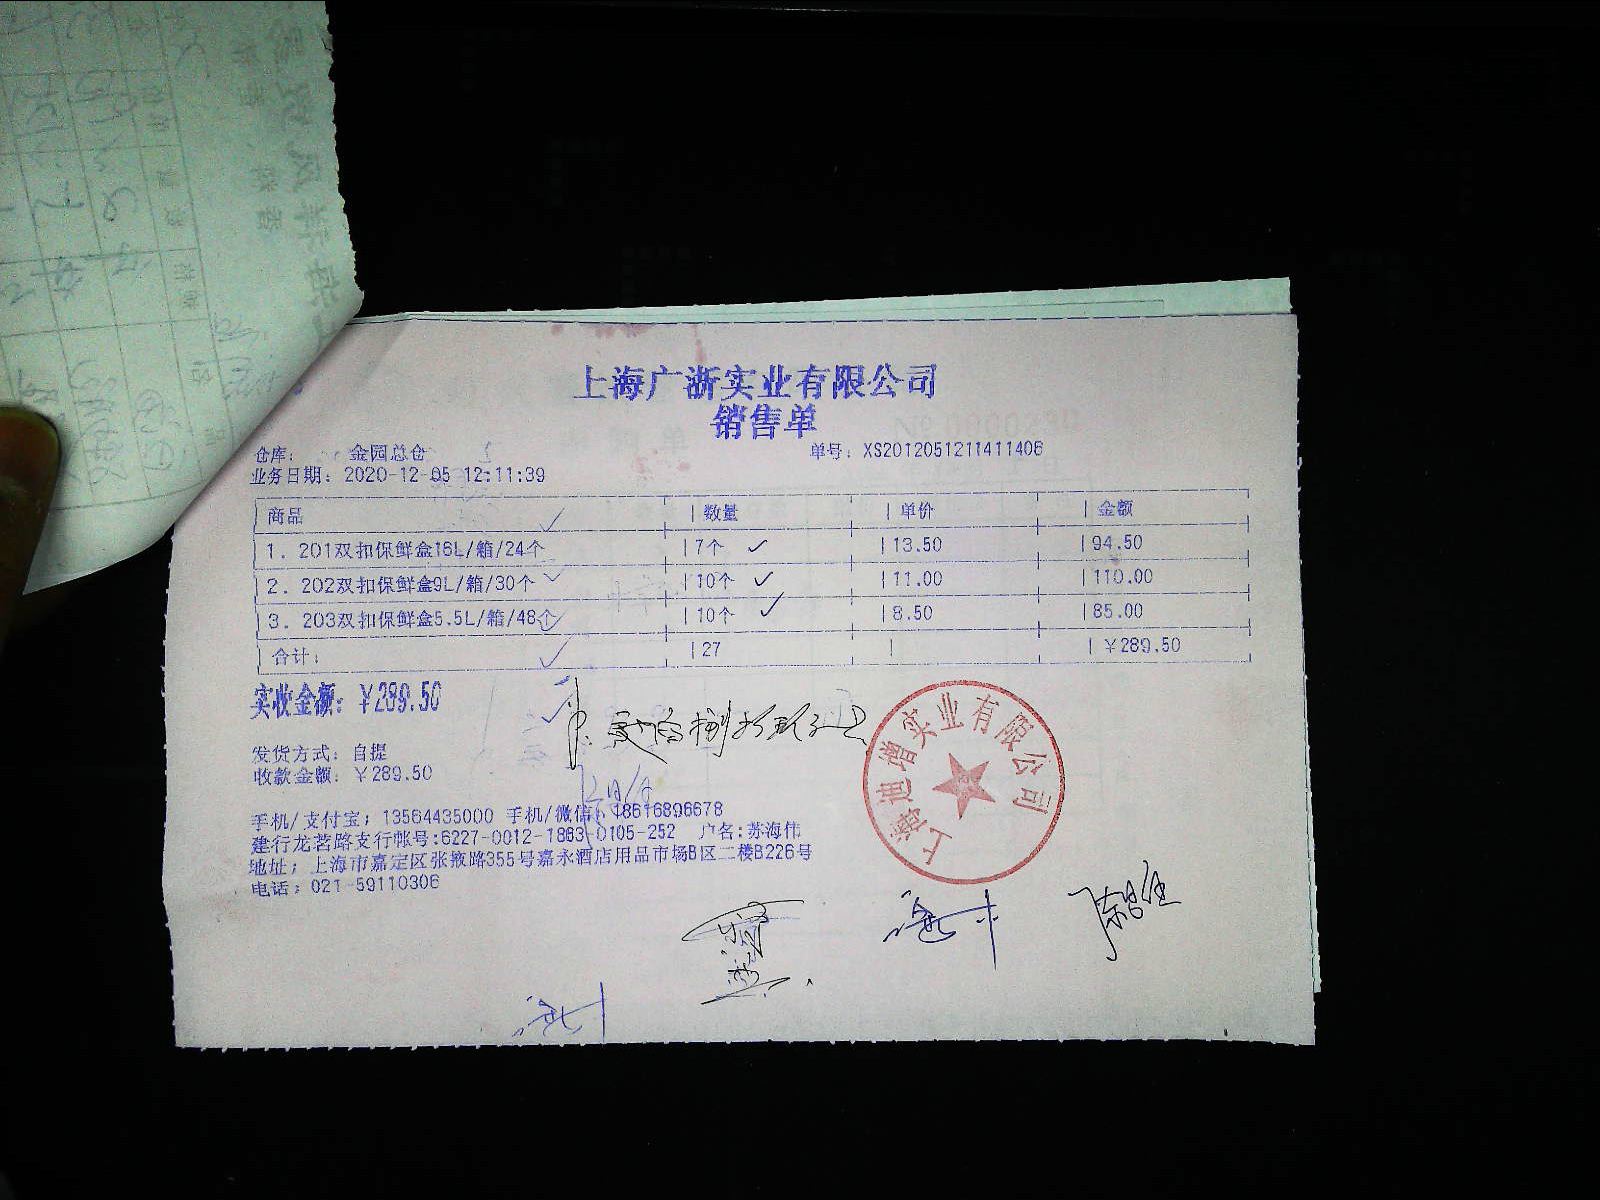 上海广浙实业有限公司
销售单
仓库: 金园总仓 单号: XS2012051211411406
业务日期: 2020-12-05 12:11:39
商品 数量 单价 金额
1. 201双扣保鲜盒16L/箱/24个 7个 13.50 94.50
2. 202双扣保鲜盒9L/箱/30个 10个 11.00 110.00
3. 203双扣保鲜盒5.5L/箱/48个 10个 8.50 85.00
合计: 27 ¥289.50
实收金额: ¥289.50
发货方式: 自提
收款金额: ¥289.50
手机/支付宝; 13564435000 手机/微信: 18616896678
建行龙茗路支行帐号:6227-0012-1863-0105-252 户名:苏海伟
地址; 上海市嘉定区张掖路355号嘉永酒店用品市场B区二楼B226号
电话: 021-59110306
上海迪增实业有限公司